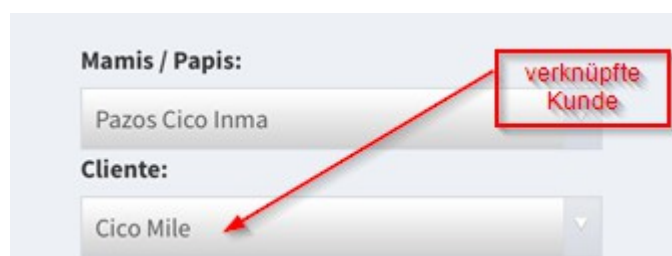 Mamis / Papis:
verknüpfte
Kunde
Pazos Cico Inma
Cliente:
Cico Mile